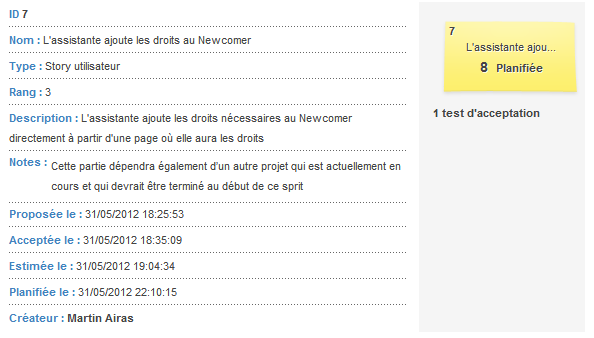 ID 7
Nom : L'assistante ajoute les droits au Newcomer
Type : Story utilisateur
Rang : 3
Description : L'assistante ajoute les droits nécessaires au Newcomer
directement à partir d'une page où elle aura les droits
Notes : Cette partie dépendra également d'un autre projet qui est actuellement en
cours et qui devrait être terminé au début de ce sprit
Proposée le : 31/05/2012 18:25:53
Acceptée le : 31/05/2012 18:35:09
Estimée le : 31/05/2012 19:04:34
Planifiée le : 31/05/2012 22:10:15
Créateur : Martin Airas
7
L'assistante ajou...
8 Planifiée
1 test d'acceptation